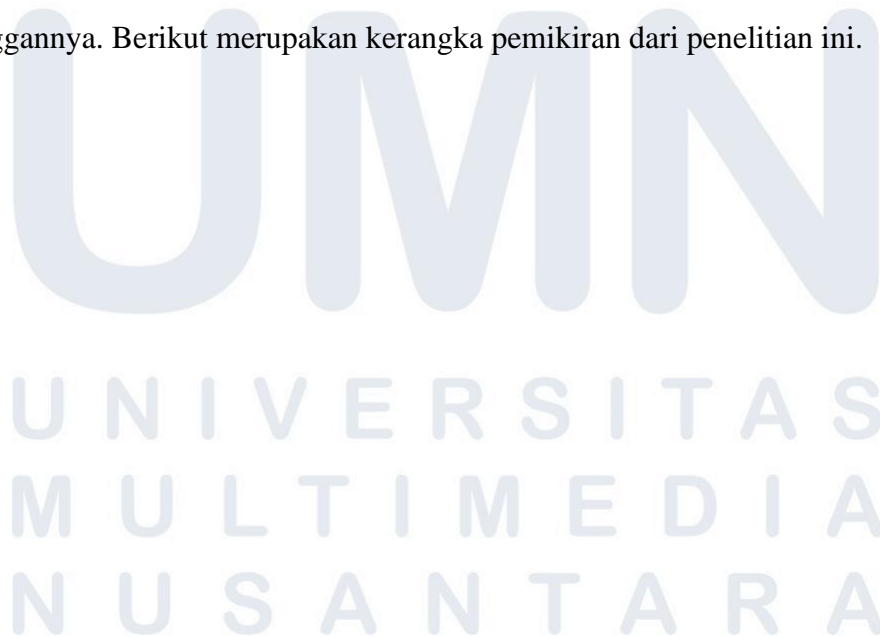 ggannya. Berikut merupakan kerangka pemikiran dari penelitian ini.
UMN
UNIVERSITAS
MULTIMEDIA
NUSANTARA